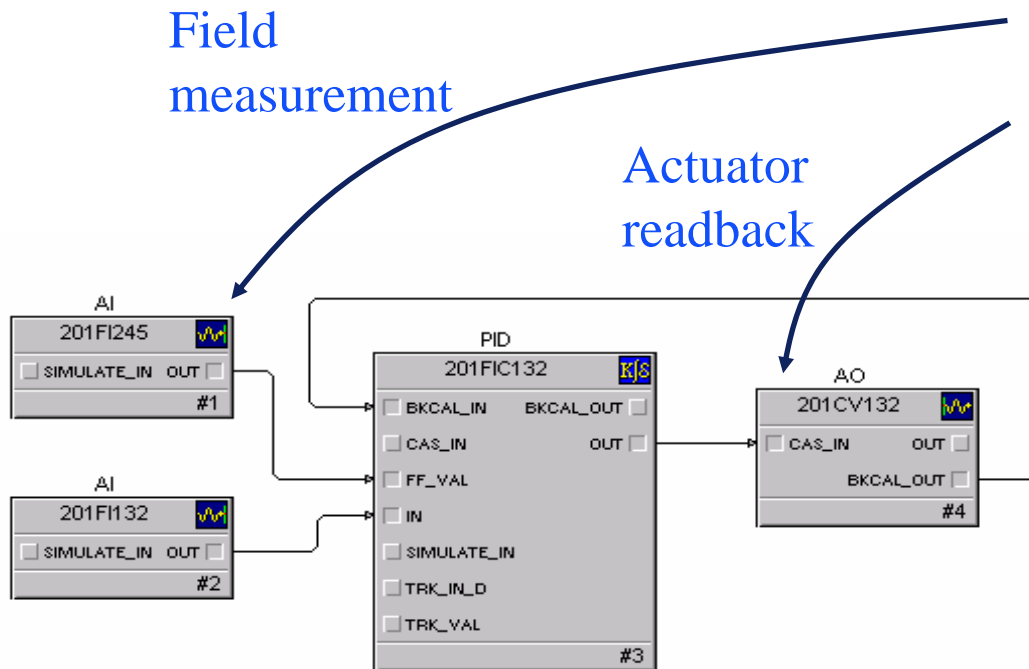 Field
measurement
Actuator
readback
AI
201FI245
SIMULATE_IN OUT
#1
AI
201FI132
SIMULATE_IN OUT
#2
PID
201FIC132
BKCAL_IN BKCAL_OUT
CAS_IN OUT
FF_VAL
IN
SIMULATE_IN
TRK_IN_D
TRK_VAL
#3
AO
201CV132
CAS_IN OUT
BKCAL_OUT
#4